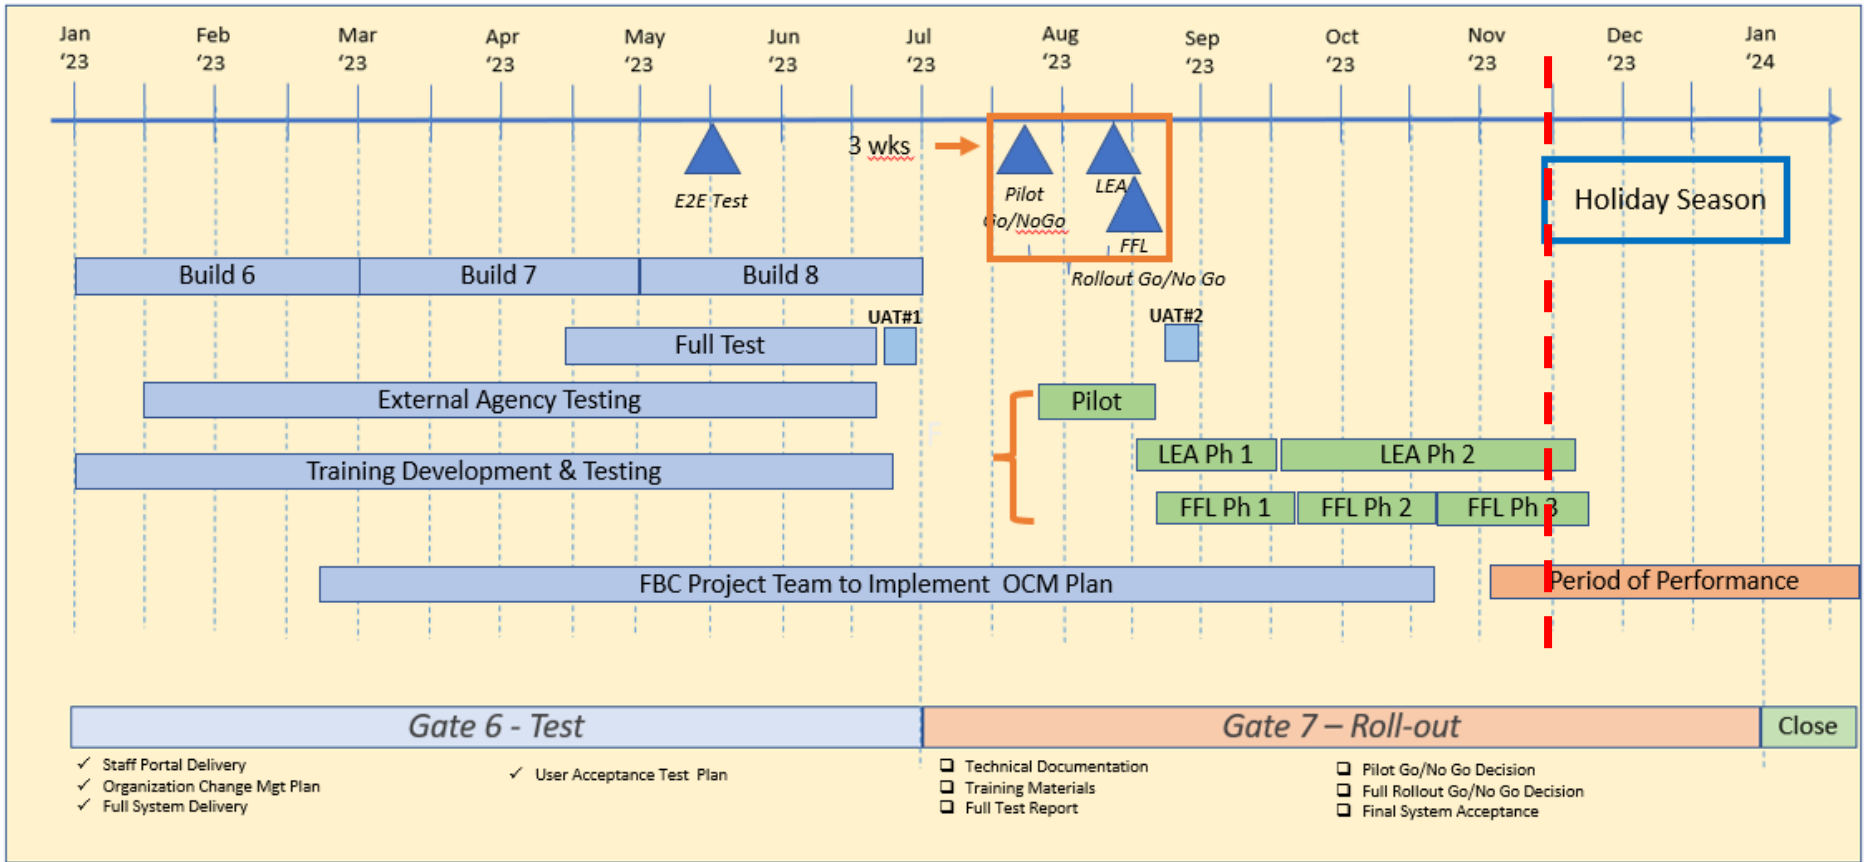 Jan Feb Mar Apr May Jun Jul Aug Sep Oct Nov Dec Jan
‘23 ‘23 ‘23 ‘23 ‘23 ‘23 ‘23 ‘23 ‘23 ‘23 ‘23 ‘23 ‘24
3 wks
E2E Test
Pilot
Go/NoGo
LEA
FFL
Rollout Go/No Go
Holiday Season
Build 6 Build 7 Build 8
UAT#1
UAT#2
Full Test
External Agency Testing
Pilot
F
LEA Ph 1 LEA Ph 2
Training Development & Testing
FFL Ph 1 FFL Ph 2 FFL Ph 3
FBC Project Team to Implement OCM Plan
Period of Performance
Gate 6 - Test Gate 7 – Roll-out Close
✓ Staff Portal Delivery
✓ Organization Change Mgt Plan
✓ Full System Delivery
✓ User Acceptance Test Plan
❑ Technical Documentation
❑ Training Materials
❑ Full Test Report
❑ Pilot Go/No Go Decision
❑ Full Rollout Go/No Go Decision
❑ Final System Acceptance